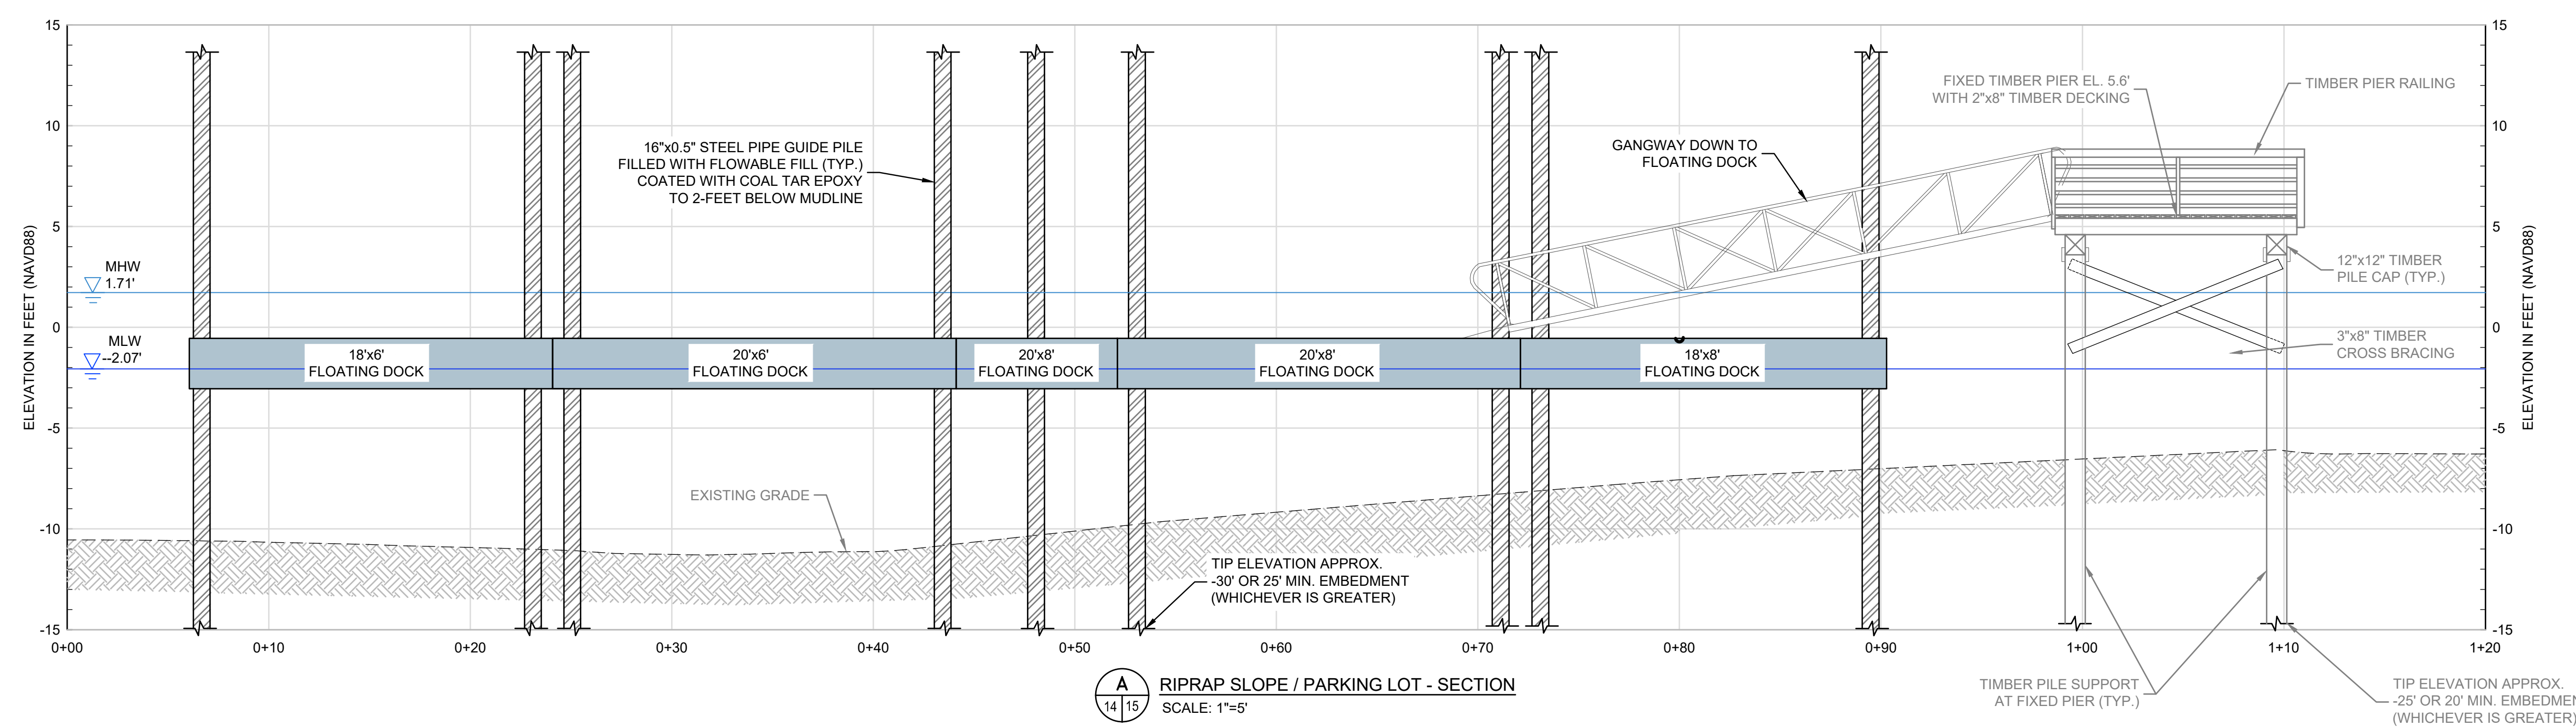 15
10
5
0
-5
-10
-15
ELEVATION IN FEET (NAVD88)
MHW
1.71'
MLW
--2.07'
16"x0.5" STEEL PIPE GUIDE PILE
FILLED WITH FLOWABLE FILL (TYP.)
COATED WITH COAL TAR EPOXY
TO 2-FEET BELOW MUDLINE
GANGWAY DOWN TO
FLOATING DOCK
FIXED TIMBER PIER EL. 5.6'
WITH 2"x8" TIMBER DECKING
TIMBER PIER RAILING
12"x12" TIMBER
PILE CAP (TYP.)
3"x8" TIMBER
CROSS BRACING
18'x6'
FLOATING DOCK
20'x6'
FLOATING DOCK
20'x8'
FLOATING DOCK
20'x8'
FLOATING DOCK
18'x8'
FLOATING DOCK
EXISTING GRADE
TIP ELEVATION APPROX.
-30' OR 25' MIN. EMBEDMENT
(WHICHEVER IS GREATER)
15
10
5
0
-5
-10
-15
ELEVATION IN FEET (NAVD88)
0+00 0+10 0+20 0+30 0+40 0+50 0+60 0+70 0+80 0+90 1+00 1+10 1+20
TIMBER PILE SUPPORT
AT FIXED PIER (TYP.)
TIP ELEVATION APPROX.
-25' OR 20' MIN. EMBEDMEN
(WHICHEVER IS GREATER)
A
14 15
RIPRAP SLOPE / PARKING LOT - SECTION
SCALE: 1"=5'